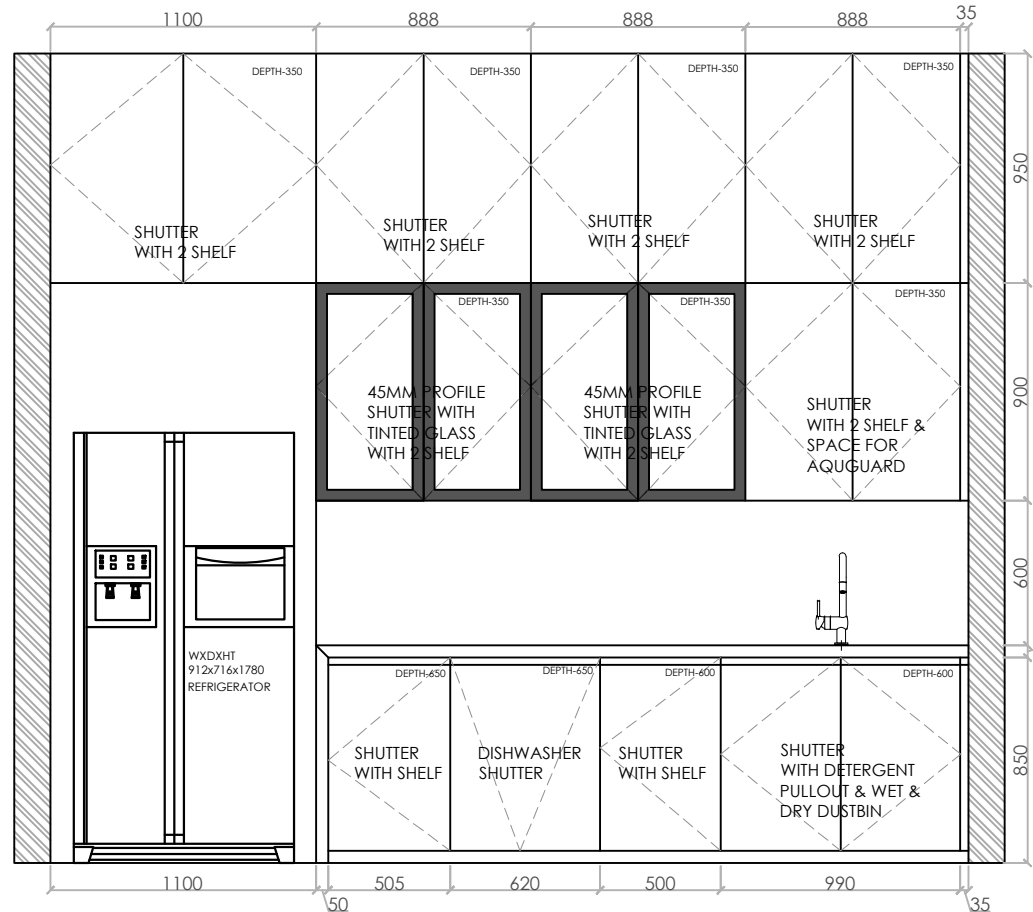 1100
888
888
888
35
DEPTH-350
DEPTH-350
DEPTH-350
DEPTH-350
950
SHUTTER
WITH 2 SHELF
SHUTTER
WITH 2 SHELF
SHUTTER
WITH 2 SHELF
SHUTTER
WITH 2 SHELF
DEPTH-350
DEPTH-350
DEPTH-350
900
45MM PROFILE
SHUTTER WITH
TINTED GLASS
WITH 2 SHELF
45MM PROFILE
SHUTTER WITH
TINTED GLASS
WITH 2 SHELF
SHUTTER
WITH 2 SHELF &
SPACE FOR
AQUGUARD
600
WXDXHT
912x716x1780
REFRIGERATOR
DEPTH-650
DEPTH-650
DEPTH-600
DEPTH-600
SHUTTER
WITH SHELF
DISHWASHER
SHUTTER
SHUTTER
WITH SHELF
SHUTTER
WITH DETERGENT
PULLOUT & WET &
DRY DUSTBIN
850
1100
505
620
500
990
50
35